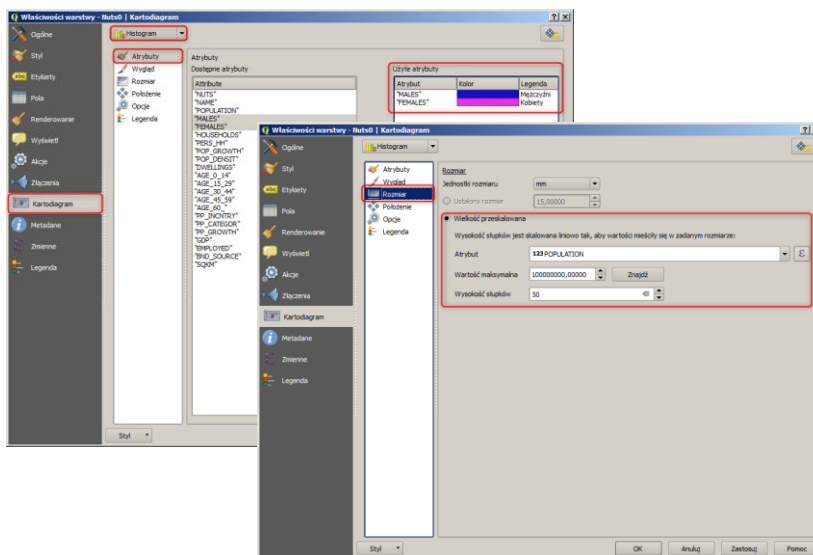 Właściwości warstwy - Nuts0 | Kartodiagram
Ogólne
Styl
Etykiety
Pola
Renderowanie
Wyświetl
Akcje
Złączenia
Kartodiagram
Metadane
Zmienne
Legenda
Histogram
Atrybuty
Wygląd
Rozmiar
Położenie
Opcje
Legenda
Atrybuty
Dostępne atrybuty
Attribute
"NUTS"
"NAME"
"POPULATION"
"MALES"
"FEMALES"
"HOUSEHOLDS"
"PERS_HH"
"POP_GROWTH"
"POP_DENSIT"
"DWELLINGS"
"AGE_0_14"
"AGE_15_29"
"AGE_30_44"
"AGE_45_59"
"AGE_60_"
"PP_INCNTRY"
"PP_CATEGOR"
"PP_GROWTH"
"GDP"
"EMPLOYED"
"BND_SOURCE"
"SQKM"
Użyte atrybuty
Atrybut Kolor Legenda
"MALES" Mężczyźni
"FEMALES" Kobiety
Styl
Właściwości warstwy - Nuts0 | Kartodiagram
Ogólne
Styl
Etykiety
Pola
Renderowanie
Wyświetl
Akcje
Złączenia
Kartodiagram
Metadane
Zmienne
Legenda
Histogram
Atrybuty
Wygląd
Rozmiar
Położenie
Opcje
Legenda
Rozmiar
Jednostki rozmiaru mm
Ustalony rozmiar 15,00000
Wielkość przeskalowana
Wysokość słupków jest skalowana liniowo tak, aby wartości mieściły się w zadanym rozmiarze:
Atrybut 123 POPULATION ε
Wartość maksymalna 100000000,00000 Znajdź
Wysokość słupków 50
Styl
OK Anuluj Zastosuj Pomoc